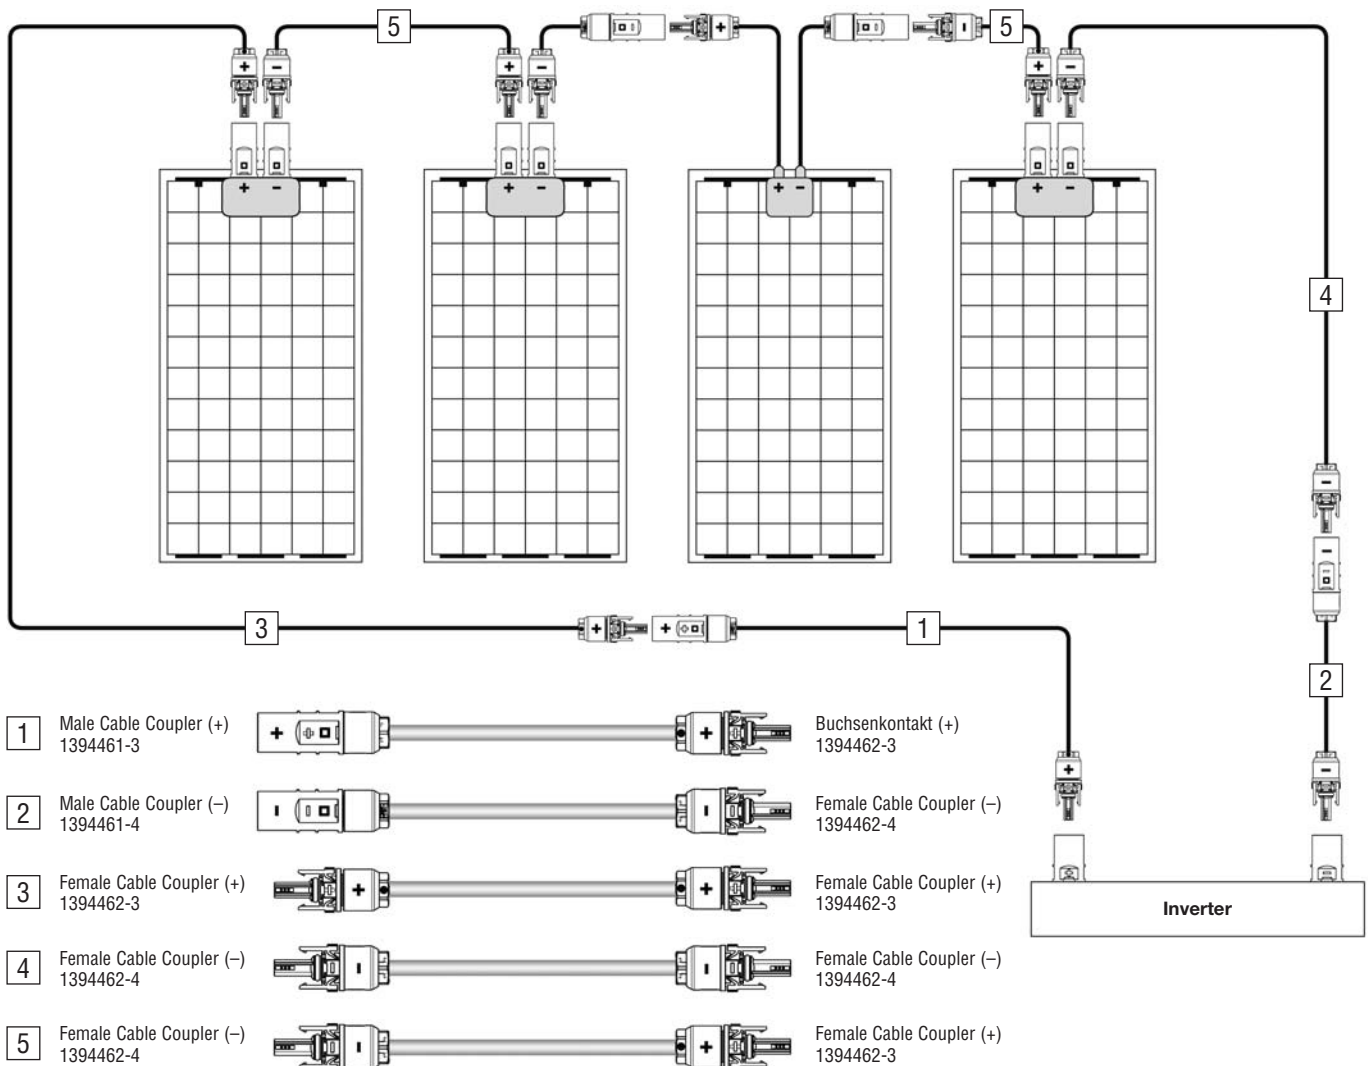 5
5
+ − + − + − + −
+ − + − + − + −
4
3
+ +
1
−
−
2
+ −
Inverter
1 Male Cable Coupler (+) + + Buchsenkontakt (+)
1394461-3 1394462-3
2 Male Cable Coupler (–) - - Female Cable Coupler (–)
1394461-4 1394462-4
3 Female Cable Coupler (+) + + Female Cable Coupler (+)
1394462-3 1394462-3
4 Female Cable Coupler (–) - - Female Cable Coupler (–)
1394462-4 1394462-4
5 Female Cable Coupler (–) - + Female Cable Coupler (+)
1394462-4 1394462-3